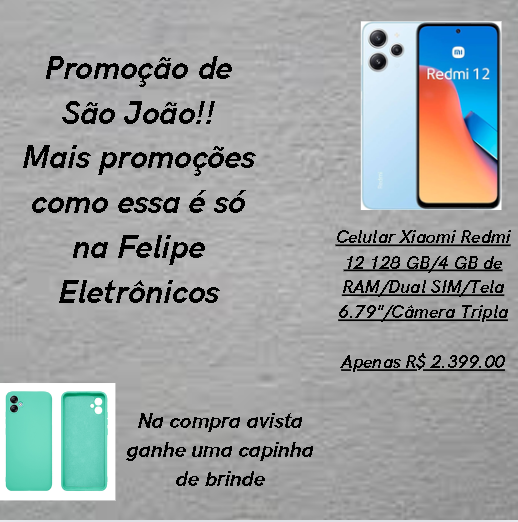 Promoção de
São João!!
Mais promoções
como essa é só
na Felipe
Eletrônicos
Redmi 12
Celular Xiaomi Redmi
12 128 GB/4 GB de
RAM/Dual SIM/Tela
6.79"/Câmera Tripla
Apenas R$ 2.399.00
Na compra avista
ganhe uma capinha
de brinde